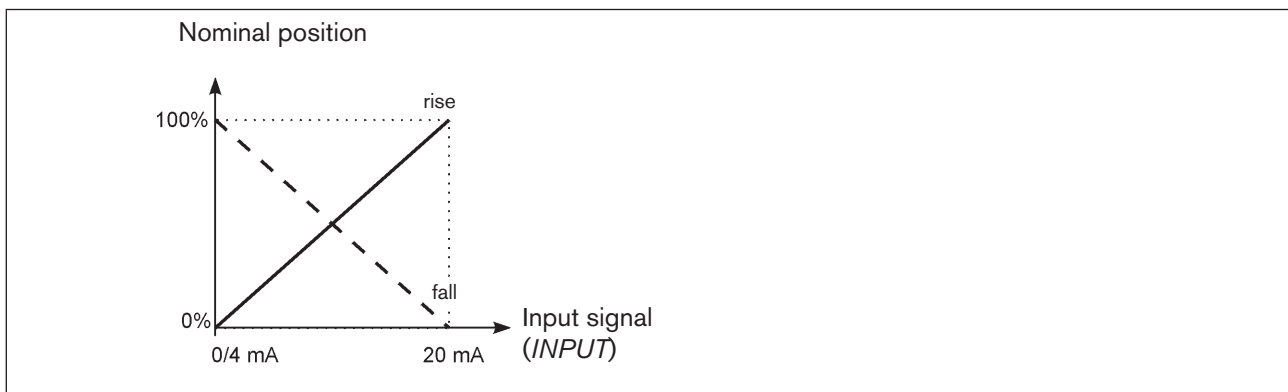 Nominal position
rise
100%
fall
0%
Input signal
(INPUT)
0/4 mA
20 mA